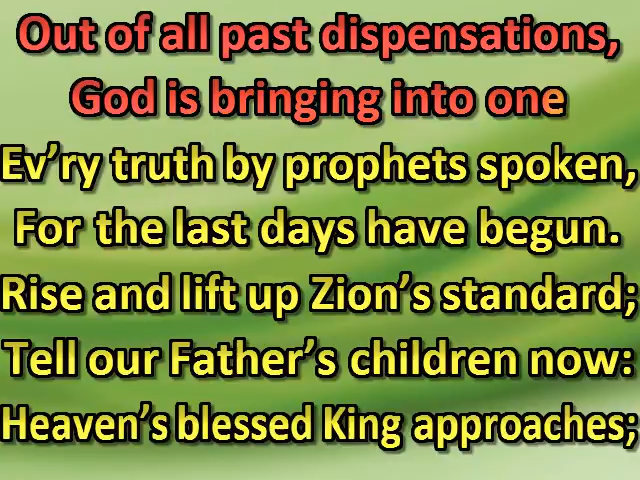 Out of all past dispensations,
God is bringing into one
Ev’ry truth by prophets spoken,
For the last days have begun.
Rise and lift up Zion’s standard;
Tell our Father’s children now:
Heaven’s blessed King approaches;